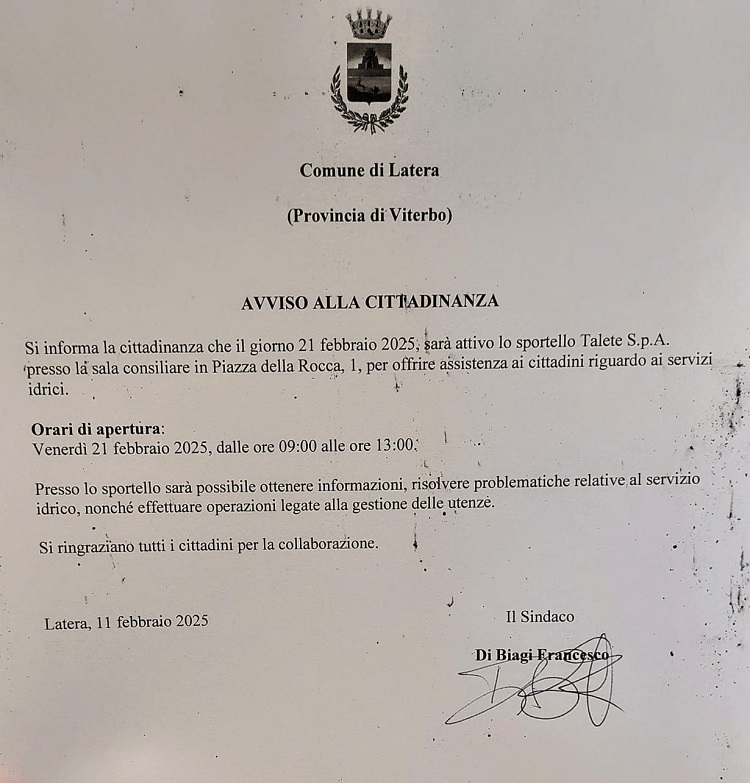 Comune di Latera
(Provincia di Viterbo)
AVVISO ALLA CITTADINANZA
Si informa la cittadinanza che il giorno 21 febbraio 2025, sarà attivo lo sportello Talete S.p.A.
presso la sala consiliare in Piazza della Rocca, 1, per offrire assistenza ai cittadini riguardo ai servizi
idrici.
Orari di apertura:
Venerdì 21 febbraio 2025, dalle ore 09:00 alle ore 13:00.
Presso lo sportello sarà possibile ottenere informazioni, risolvere problematiche relative al servizio
idrico, nonché effettuare operazioni legate alla gestione delle utenze.
Si ringraziano tutti i cittadini per la collaborazione.
Latera, 11 febbraio 2025
Il Sindaco
Di Biagi Francesco